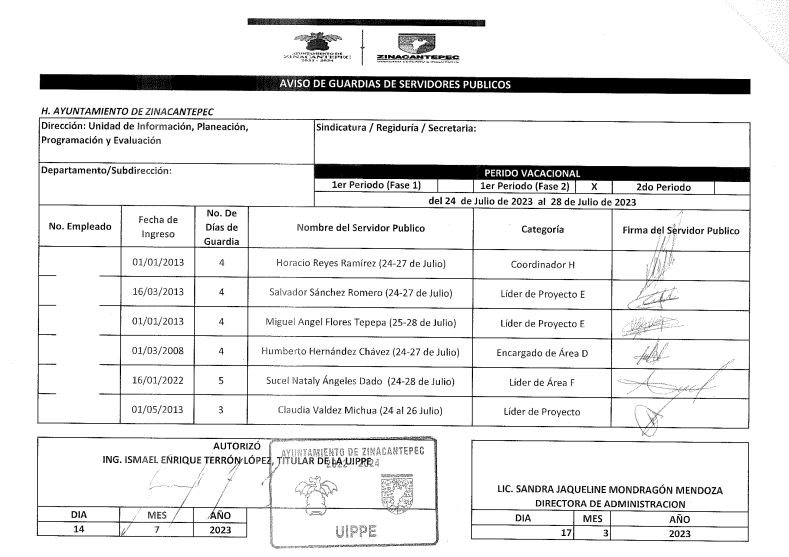 AYUNTAMIENTO DE
ZINACANTEPEC
2022 - 2024
ZINACANTEPEC
AVISO DE GUARDIAS DE SERVIDORES PUBLICOS
H. AYUNTAMIENTO DE ZINACANTEPEC
Dirección: Unidad de Información, Planeación,
Programación y Evaluación
Sindicatura / Regiduría / Secretaria:
Departamento/Subdirección:
PERIDO VACACIONAL
1er Periodo (Fase 1) 1er Periodo (Fase 2) X 2do Periodo
del 24 de Julio de 2023 al 28 de Julio de 2023
No. Empleado Fecha de Ingreso No. De Días de Guardia Nombre del Servidor Publico Categoría Firma del Servidor Publico
01/01/2013 4 Horacio Reyes Ramírez (24-27 de Julio) Coordinador H
16/03/2013 4 Salvador Sánchez Romero (24-27 de Julio) Líder de Proyecto E
01/01/2013 4 Miguel Angel Flores Tepepa (25-28 de Julio) Líder de Proyecto E
01/03/2008 4 Humberto Hernández Chávez (24-27 de Julio) Encargado de Área D
16/01/2022 5 Sucel Nataly Ángeles Dado (24-28 de Julio) Líder de Área F
01/05/2013 3 Claudia Valdez Michua (24 al 26 Julio) Líder de Proyecto
AUTORIZÓ
ING. ISMAEL ENRIQUE TERRÓN LÓPEZ, TITULAR DE LA UIPPE
DIA MES AÑO
14 7 2023
AYUNTAMIENTO DE ZINACANTEPEC
2022 - 2024
UIPPE
LIC. SANDRA JAQUELINE MONDRAGÓN MENDOZA
DIRECTORA DE ADMINISTRACION
DIA MES AÑO
17 3 2023